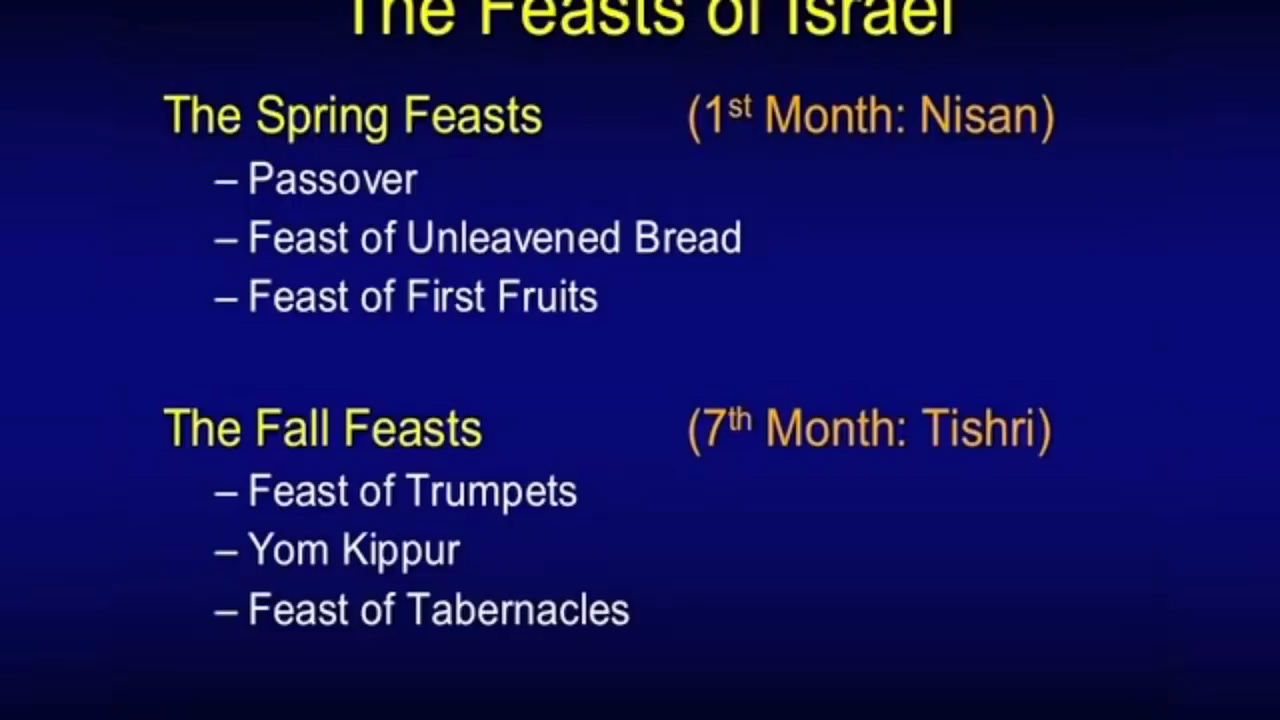 The Feasts of Israel
The Spring Feasts (1st Month: Nisan)
– Passover
– Feast of Unleavened Bread
– Feast of First Fruits
The Fall Feasts (7th Month: Tishri)
– Feast of Trumpets
– Yom Kippur
– Feast of Tabernacles